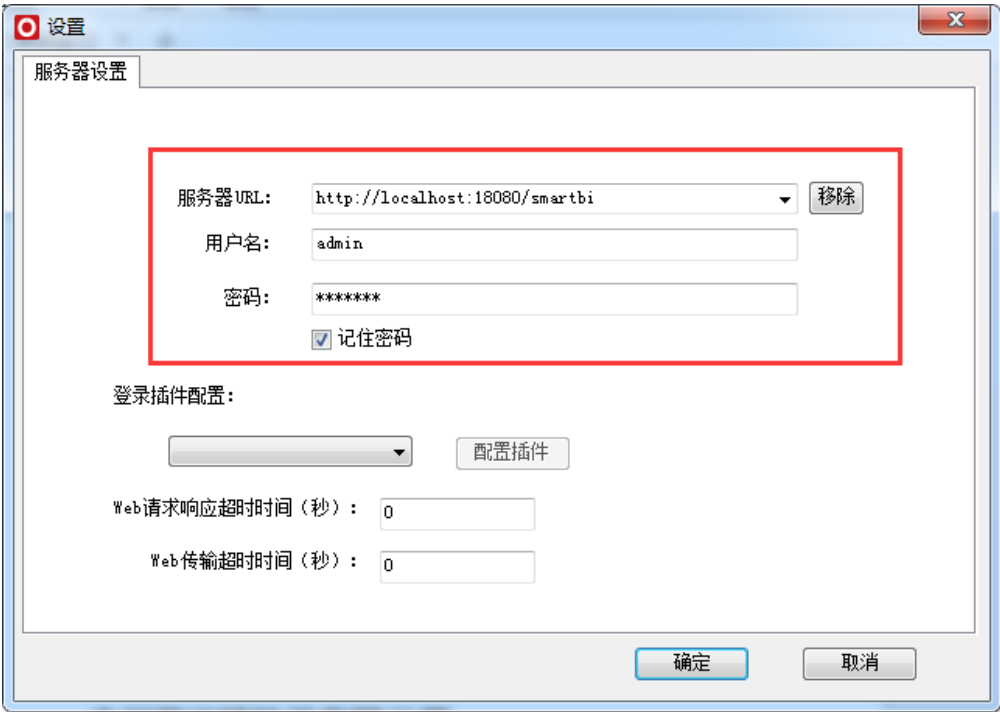 设置
服务器设置
服务器URL: http://localhost:18080/smartbi 移除
用户名: admin
密码: *******
记住密码
登录插件配置:
配置插件
Web请求响应超时时间（秒）: 0
Web传输超时时间（秒）: 0
确定 取消